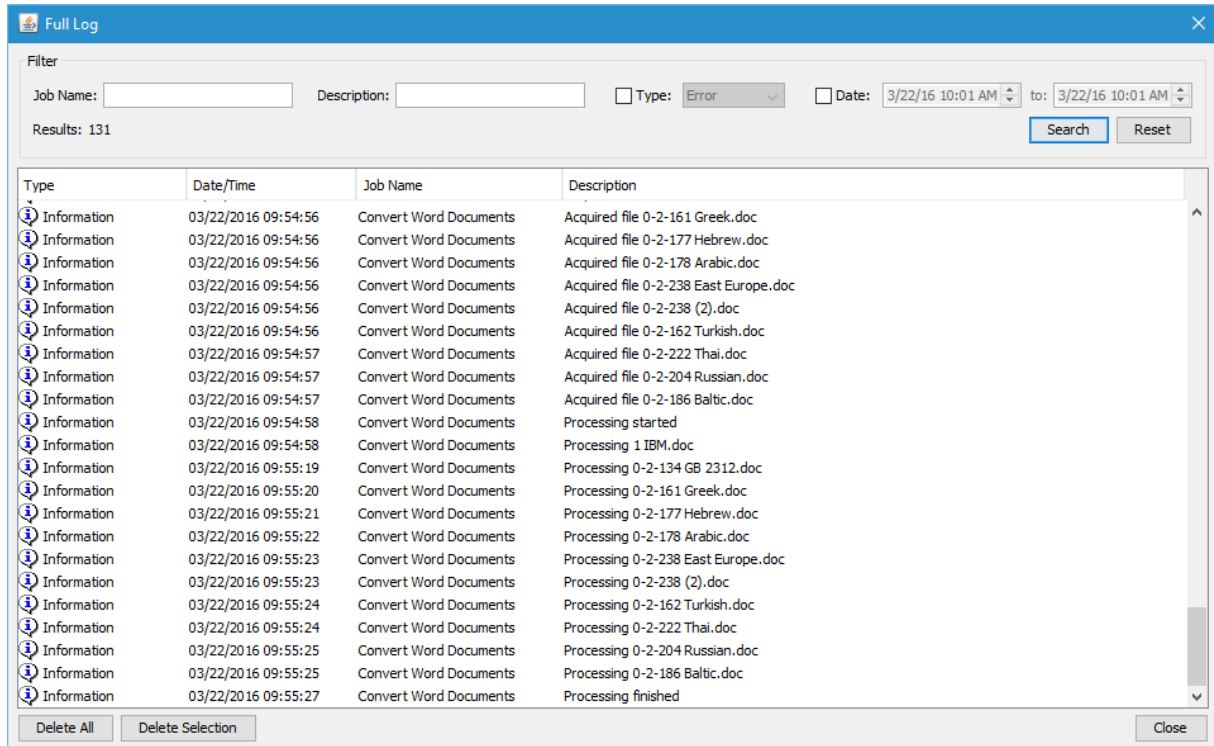 Full Log
Filter
Job Name: Description: Type: Error Date: 3/22/16 10:01 AM to: 3/22/16 10:01 AM
Results: 131 Search Reset
Type Date/Time Job Name Description
Information 03/22/2016 09:54:56 Convert Word Documents Acquired file 0-2-161 Greek.doc
Information 03/22/2016 09:54:56 Convert Word Documents Acquired file 0-2-177 Hebrew.doc
Information 03/22/2016 09:54:56 Convert Word Documents Acquired file 0-2-178 Arabic.doc
Information 03/22/2016 09:54:56 Convert Word Documents Acquired file 0-2-238 East Europe.doc
Information 03/22/2016 09:54:56 Convert Word Documents Acquired file 0-2-238 (2).doc
Information 03/22/2016 09:54:56 Convert Word Documents Acquired file 0-2-162 Turkish.doc
Information 03/22/2016 09:54:57 Convert Word Documents Acquired file 0-2-222 Thai.doc
Information 03/22/2016 09:54:57 Convert Word Documents Acquired file 0-2-204 Russian.doc
Information 03/22/2016 09:54:57 Convert Word Documents Acquired file 0-2-186 Baltic.doc
Information 03/22/2016 09:54:58 Convert Word Documents Processing started
Information 03/22/2016 09:54:58 Convert Word Documents Processing 1 IBM.doc
Information 03/22/2016 09:55:19 Convert Word Documents Processing 0-2-134 GB 2312.doc
Information 03/22/2016 09:55:20 Convert Word Documents Processing 0-2-161 Greek.doc
Information 03/22/2016 09:55:21 Convert Word Documents Processing 0-2-177 Hebrew.doc
Information 03/22/2016 09:55:22 Convert Word Documents Processing 0-2-178 Arabic.doc
Information 03/22/2016 09:55:23 Convert Word Documents Processing 0-2-238 East Europe.doc
Information 03/22/2016 09:55:23 Convert Word Documents Processing 0-2-238 (2).doc
Information 03/22/2016 09:55:24 Convert Word Documents Processing 0-2-162 Turkish.doc
Information 03/22/2016 09:55:24 Convert Word Documents Processing 0-2-222 Thai.doc
Information 03/22/2016 09:55:25 Convert Word Documents Processing 0-2-204 Russian.doc
Information 03/22/2016 09:55:25 Convert Word Documents Processing 0-2-186 Baltic.doc
Information 03/22/2016 09:55:27 Convert Word Documents Processing finished
Delete All Delete Selection Close